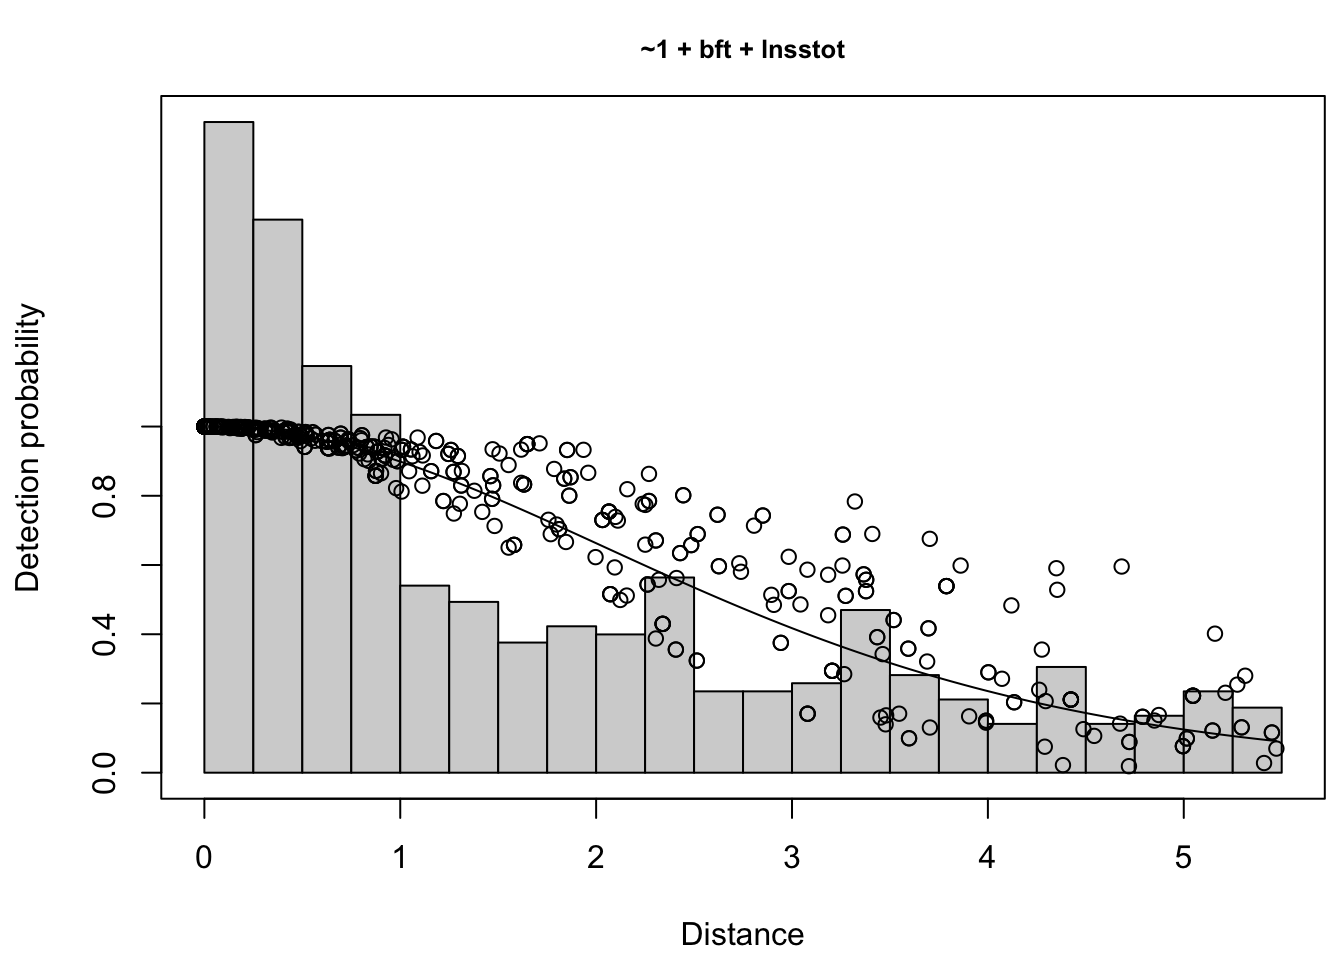 ~1 + bft + lnsstot
Detection probability
0.8
0.4
0.0
0 1 2 3 4 5
Distance